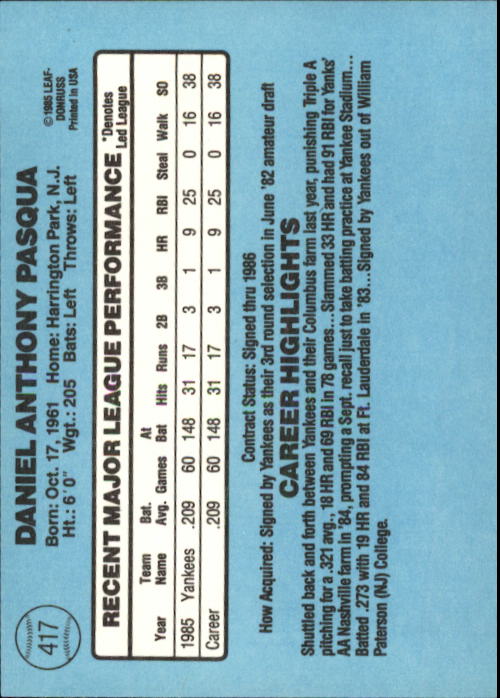 417
DANIEL ANTHONY PASQUA
Born: Oct. 17, 1961 Home: Harrington Park, N.J.
Ht.: 6'0" Wgt.: 205 Bats: Left Throws: Left
©1985 LEAF-
DONRUSS
Printed in USA
RECENT MAJOR LEAGUE PERFORMANCE *Denotes
Led League
Year Team Name Bat. Avg. Games At Bat Hits Runs 2B 3B HR RBI Steal Walk SO
1985 Yankees .209 60 148 31 17 3 1 9 25 0 16 38
Career .209 60 148 31 17 3 1 9 25 0 16 38
Contract Status: Signed thru 1986
How Acquired: Signed by Yankees as their 3rd round selection in June '82 amateur draft
CAREER HIGHLIGHTS
Shuttled back and forth between Yankees and their Columbus farm last year, punishing Triple A
pitching for a .321 avg., 18 HR and 69 RBI in 78 games...Slammed 33 HR and had 91 RBI for Yanks'
AA Nashville farm in '84, prompting a Sept. recall just to take batting practice at Yankee Stadium...
Batted .273 with 19 HR and 84 RBI at Ft. Lauderdale in '83...Signed by Yankees out of William
Paterson (NJ) College.